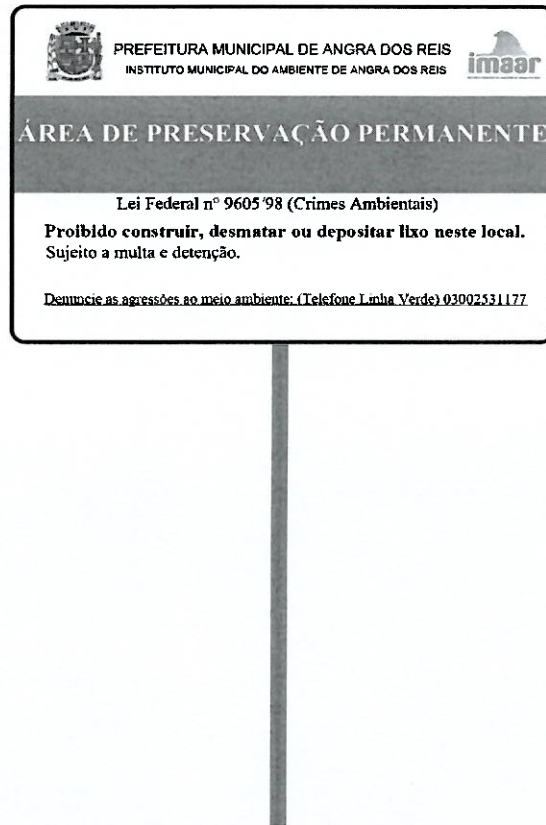 PREFEITURA MUNICIPAL DE ANGRA DOS REIS
INSTITUTO MUNICIPAL DO AMBIENTE DE ANGRA DOS REIS
imaar
ÁREA DE PRESERVAÇÃO PERMANENTE
Lei Federal nº 9605/98 (Crimes Ambientais)
Proibido construir, desmatar ou depositar lixo neste local.
Sujeito a multa e detenção.
Denuncie as agressões ao meio ambiente: (Telefone Linha Verde) 03002531177